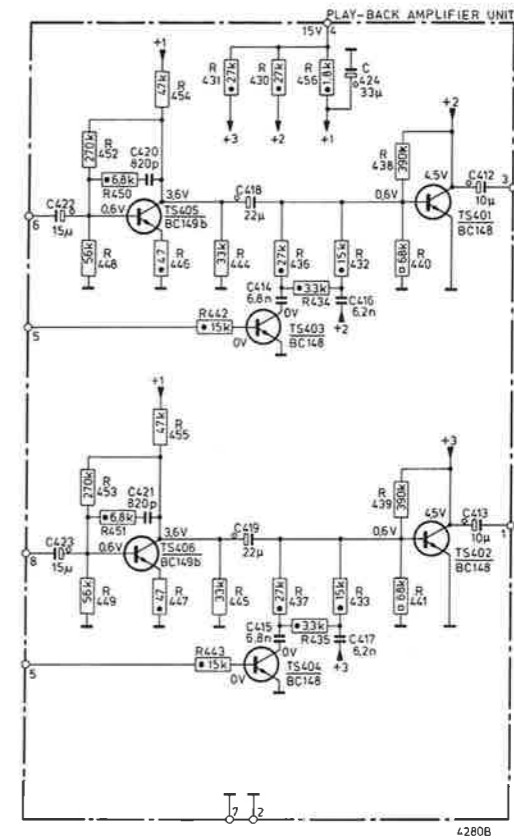 PLAY-BACK AMPLIFIER UNIT
15V 4
+1
47k R 454
R 431 27k
R 430 27k
R 456 1,8k
C 424 33µ
+3 +2 +1
270k R 452
C420 820p
6,8k R450
R 438 390k
+2
C422 15µ
6
0,6V
3,6V
TS405 BC149b
C418 22µ
0,6V
4,5V
C412 10µ
3
TS401 BC148
56k R 448
47 R 446
33k R 444
27k R 436
15k R 432
68k R 440
C414 6,8n
33k R434
C416 6,2n
+2
0V
5
R442 15k
0V
TS403 BC148
+1
47k R 455
270k R 453
C421 820p
6,8k R451
R 439 390k
+3
C423 15µ
8
0,6V
3,6V
TS406 BC149b
C419 22µ
0,6V
4,5V
C413 10µ
1
TS402 BC148
56k R 449
47 R 447
33k R 445
27k R 437
15k R 433
68k R 441
C415 6,8n
33k R435
C417 6,2n
+3
0V
5
R443 15k
0V
TS404 BC148
7 2
4280B